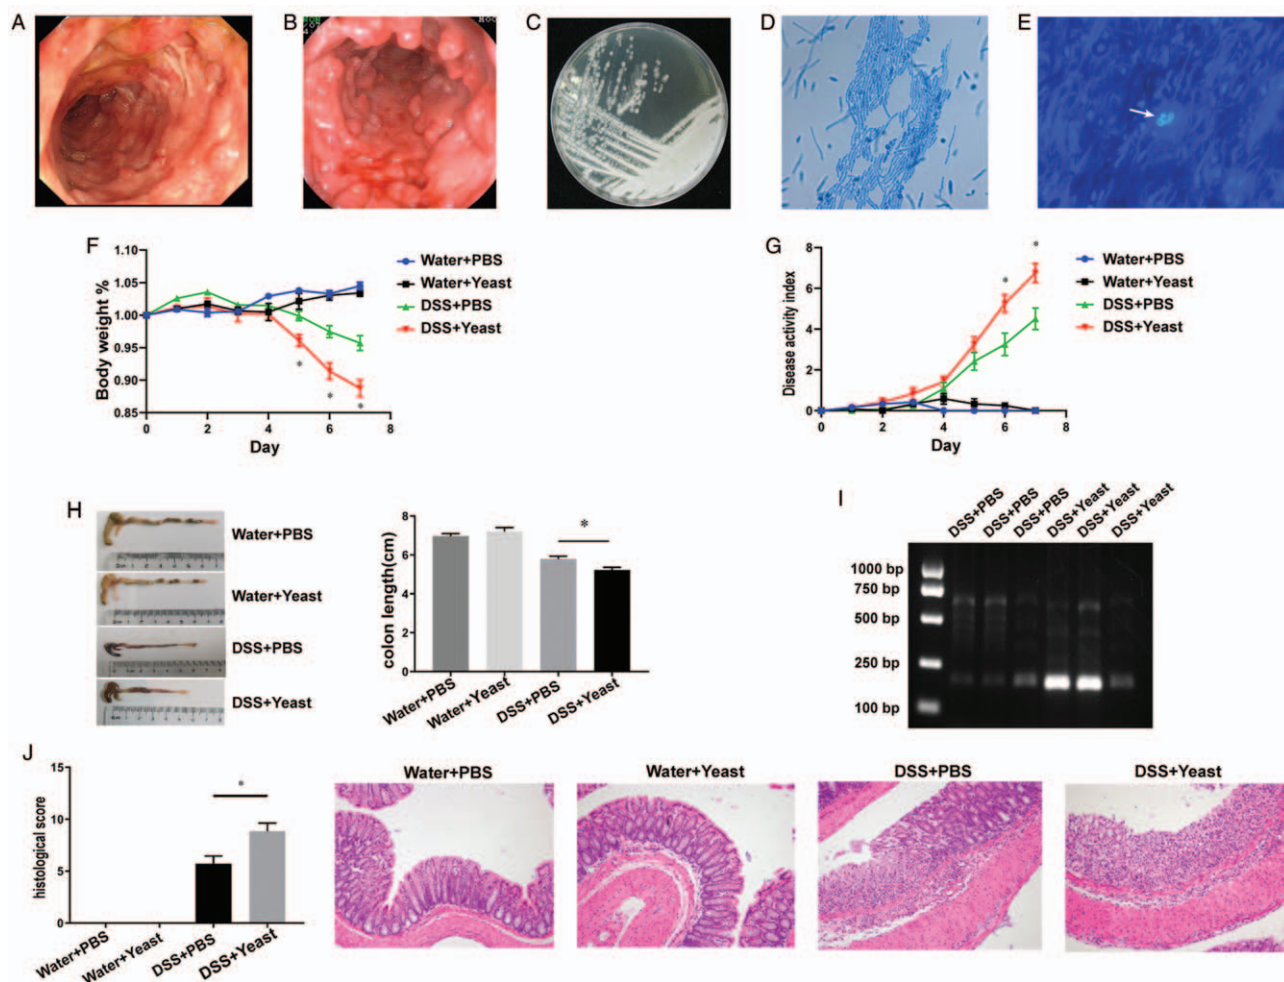 A
B
C
D
E
F
Body weight %
1.10
1.05
1.00
0.95
0.90
0.85
0
2
4
6
8
Day
*
*
*
Water+PBS
Water+Yeast
DSS+PBS
DSS+Yeast
G
Disease activity index
8
6
4
2
0
0
2
4
6
8
Day
*
*
Water+PBS
Water+Yeast
DSS+PBS
DSS+Yeast
H
Water+PBS
Water+Yeast
DSS+PBS
DSS+Yeast
colon length(cm)
8
6
4
2
0
*
Water+PBS
Water+Yeast
DSS+PBS
DSS+Yeast
I
DSS+PBS
DSS+PBS
DSS+PBS
DSS+Yeast
DSS+Yeast
DSS+Yeast
1000 bp
750 bp
500 bp
250 bp
100 bp
J
histological score
15
10
5
0
*
Water+PBS
Water+Yeast
DSS+PBS
DSS+Yeast
Water+PBS
Water+Yeast
DSS+PBS
DSS+Yeast